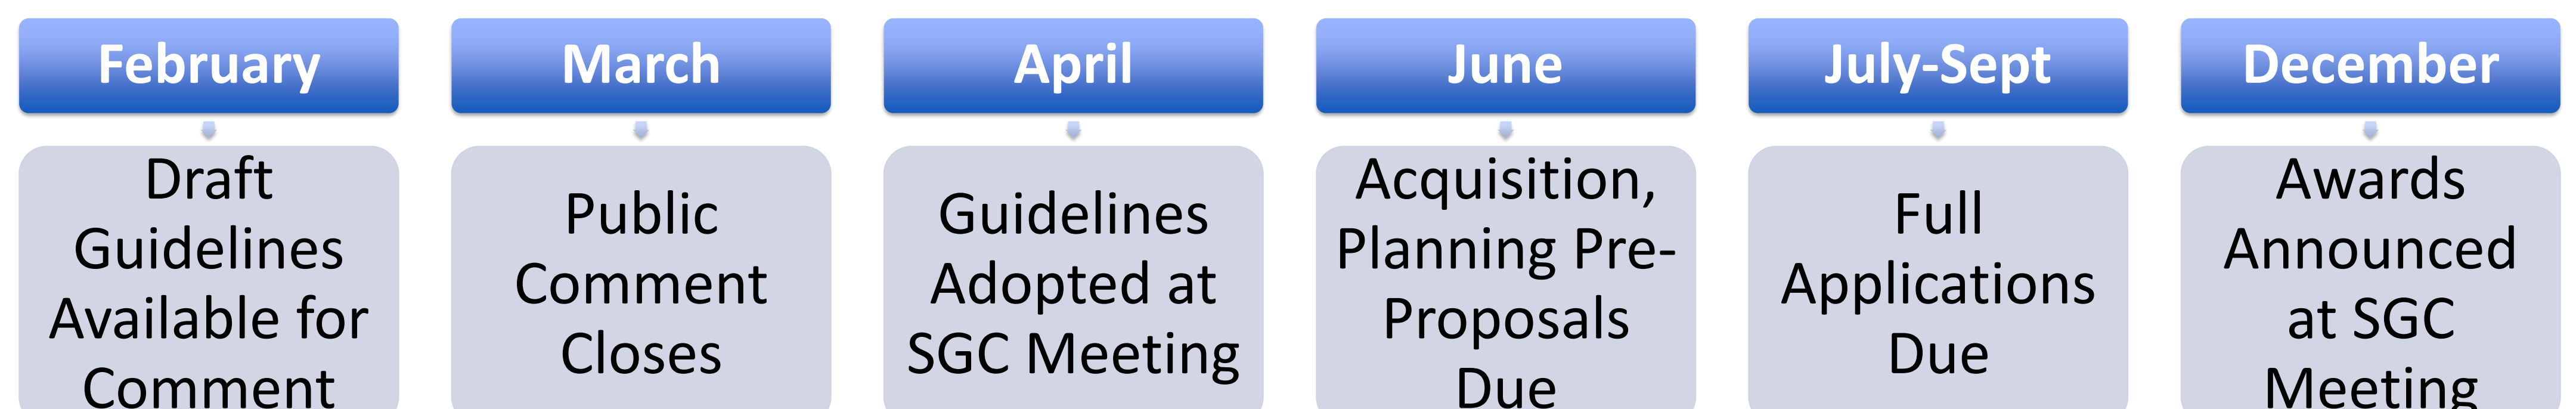 February
Draft
Guidelines
Available for
Comment
March
Public
Comment
Closes
April
Guidelines
Adopted at
SGC Meeting
June
Acquisition,
Planning Pre-
Proposals
Due
July-Sept
Full
Applications
Due
December
Awards
Announced
at SGC
Meeting